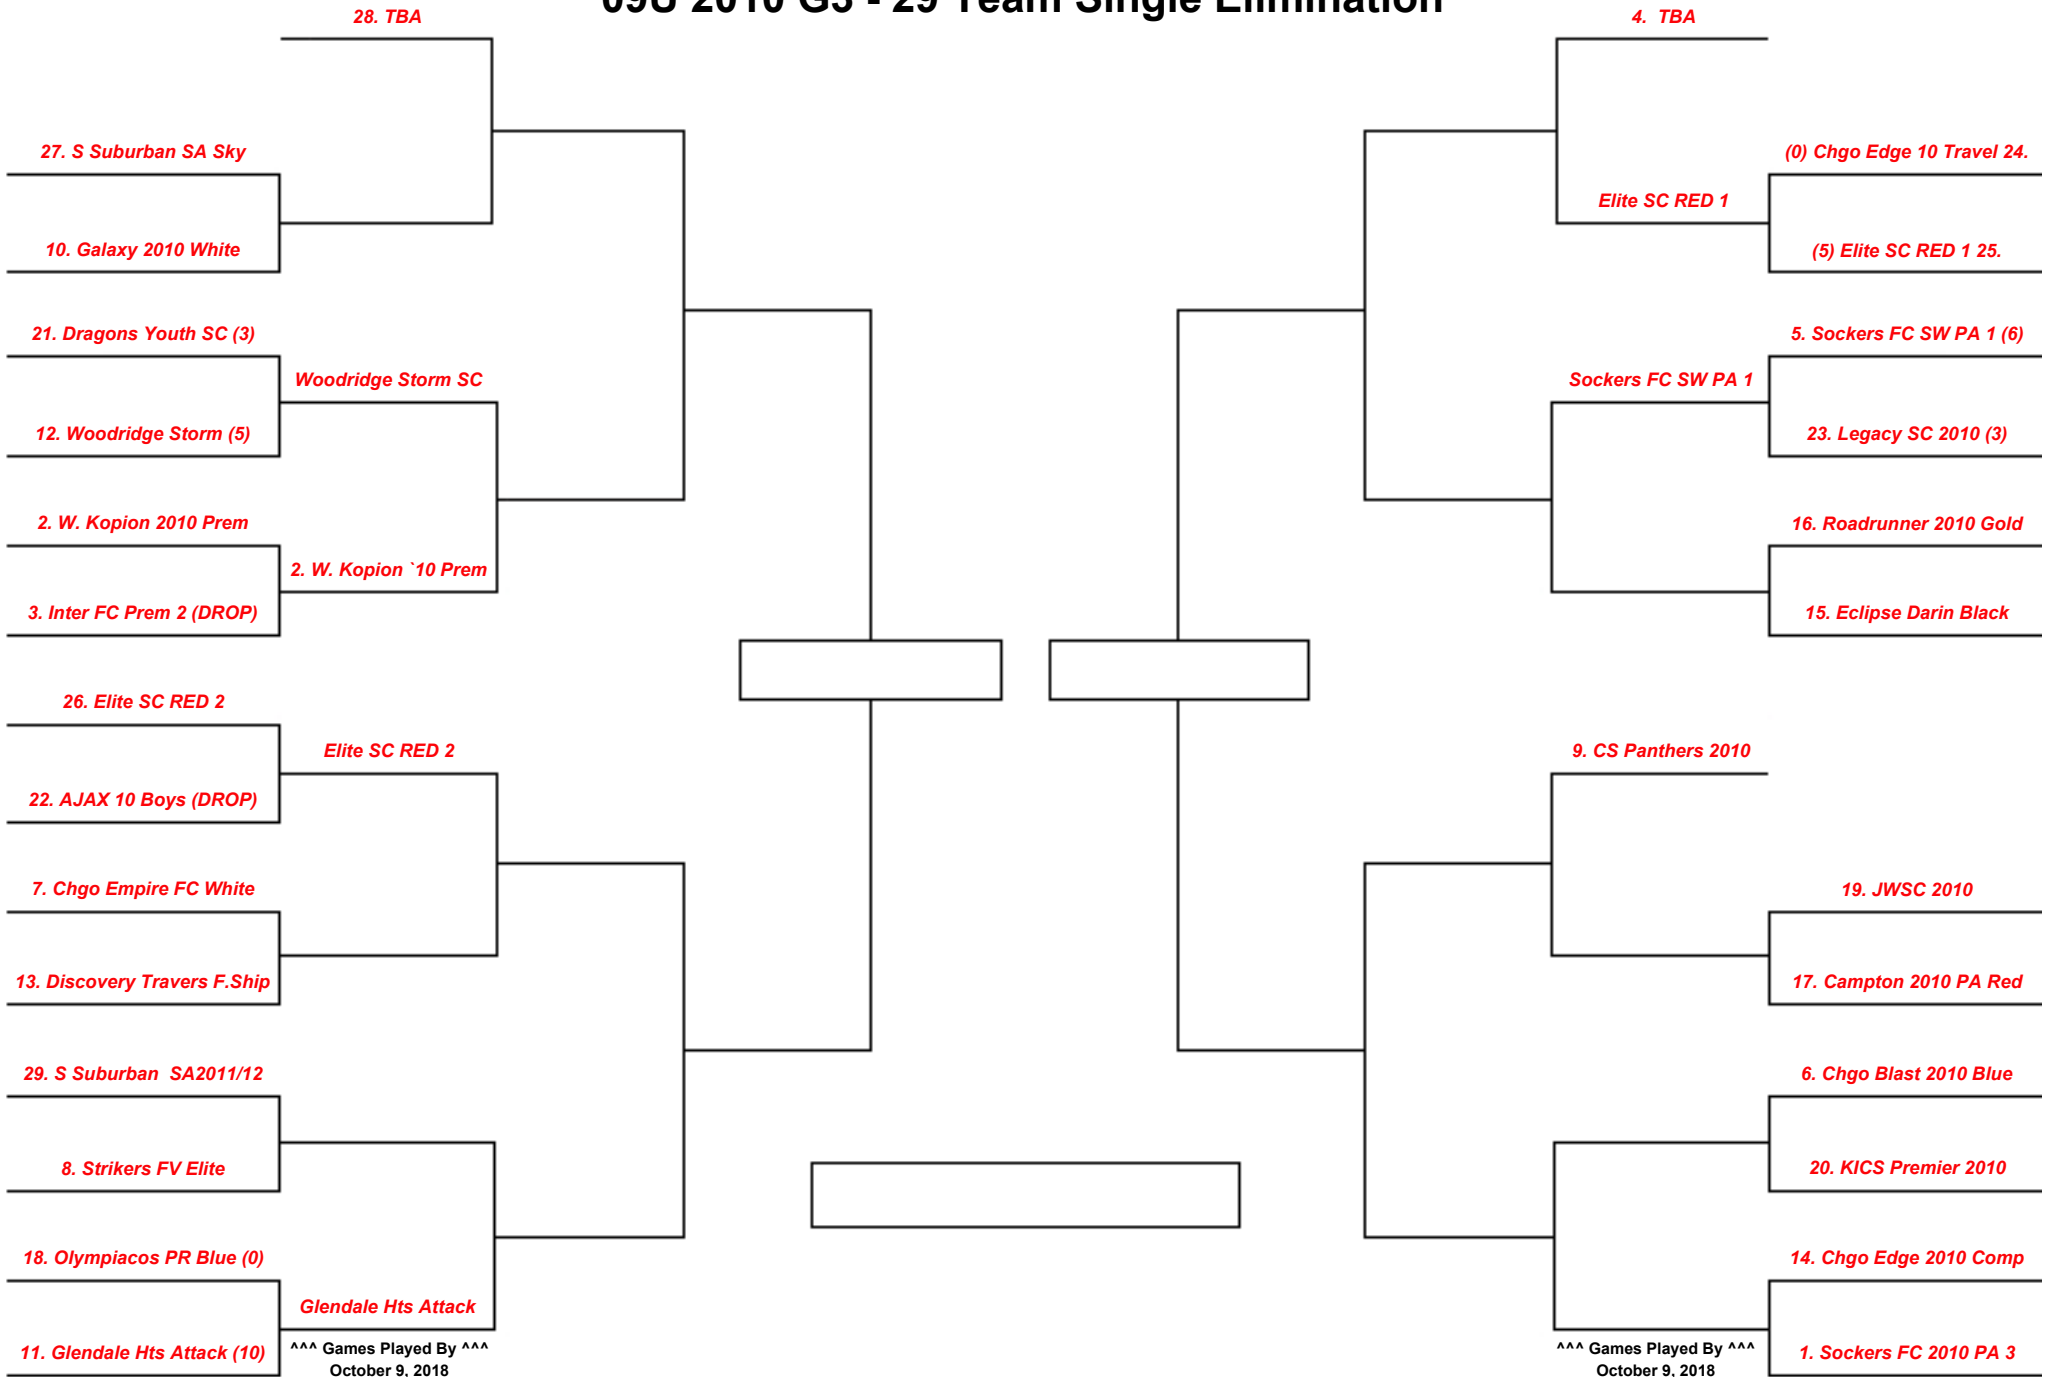 09U 2010 G3 - 29 Team Single Elimination
28. TBA
27. S Suburban SA Sky
10. Galaxy 2010 White
21. Dragons Youth SC (3)
Woodridge Storm SC
12. Woodridge Storm (5)
2. W. Kopion 2010 Prem
2. W. Kopion `10 Prem
3. Inter FC Prem 2 (DROP)
26. Elite SC RED 2
Elite SC RED 2
22. AJAX 10 Boys (DROP)
7. Chgo Empire FC White
13. Discovery Travers F.Ship
29. S Suburban  SA2011/12
8. Strikers FV Elite
18. Olympiacos PR Blue (0)
Glendale Hts Attack
11. Glendale Hts Attack (10)
^^^ Games Played By ^^^
October 9, 2018
4.  TBA
(0) Chgo Edge 10 Travel 24.
Elite SC RED 1
(5) Elite SC RED 1 25.
5. Sockers FC SW PA 1 (6)
Sockers FC SW PA 1
23. Legacy SC 2010 (3)
16. Roadrunner 2010 Gold
15. Eclipse Darin Black
9. CS Panthers 2010
19. JWSC 2010
17. Campton 2010 PA Red
6. Chgo Blast 2010 Blue
20. KICS Premier 2010
14. Chgo Edge 2010 Comp
1. Sockers FC 2010 PA 3
^^^ Games Played By ^^^
October 9, 2018